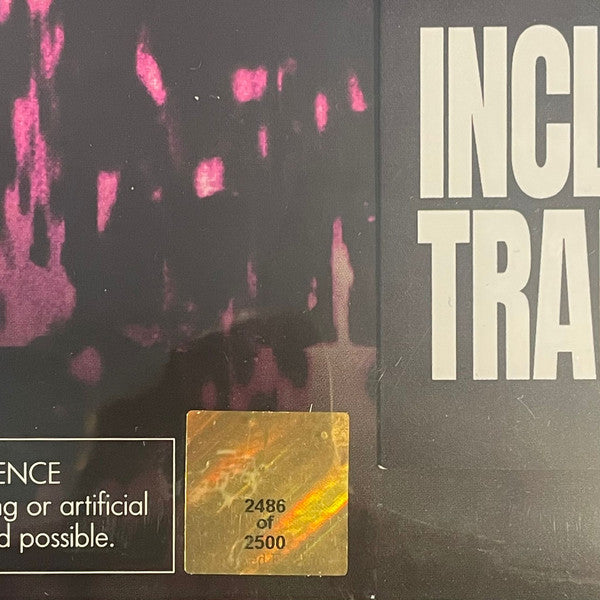 INCL
TRA
ENCE
ng or artificial
d possible.
2486
of
2500